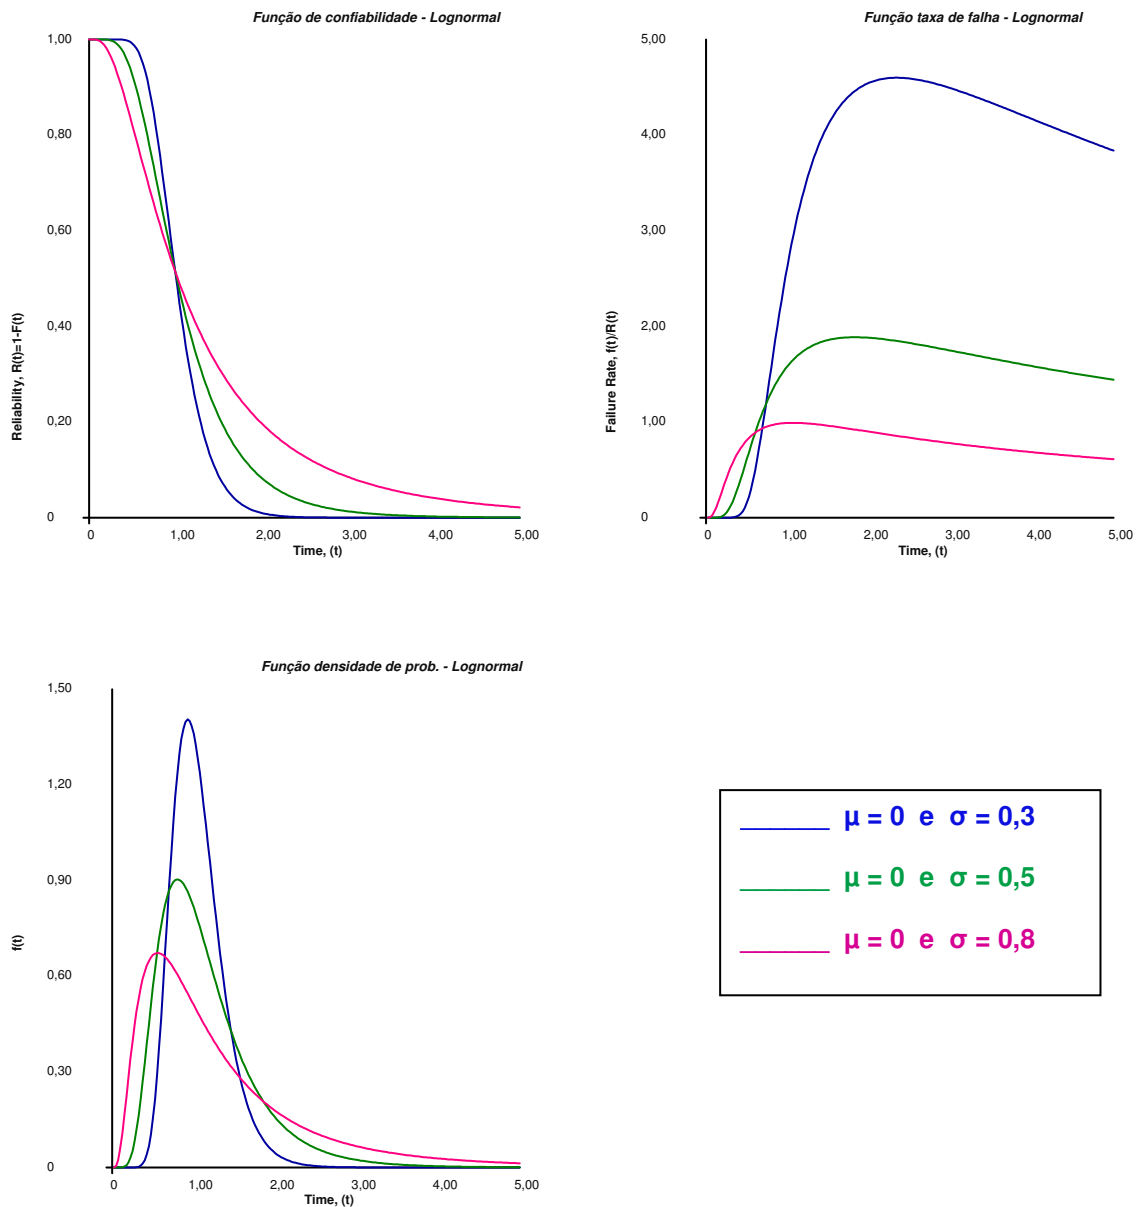 Função de confiabilidade - Lognormal
1,00
0,80
0,60
0,40
0,20
0
Reliability, R(t)=1-F(t)
0 1,00 2,00 3,00 4,00 5,00
Time, (t)
Função taxa de falha - Lognormal
5,00
4,00
3,00
2,00
1,00
0
Failure Rate, f(t)/R(t)
0 1,00 2,00 3,00 4,00 5,00
Time, (t)
Função densidade de prob. - Lognormal
1,50
1,20
0,90
0,60
0,30
0
f(t)
0 1,00 2,00 3,00 4,00 5,00
Time, (t)
μ = 0 e σ = 0,3
μ = 0 e σ = 0,5
μ = 0 e σ = 0,8